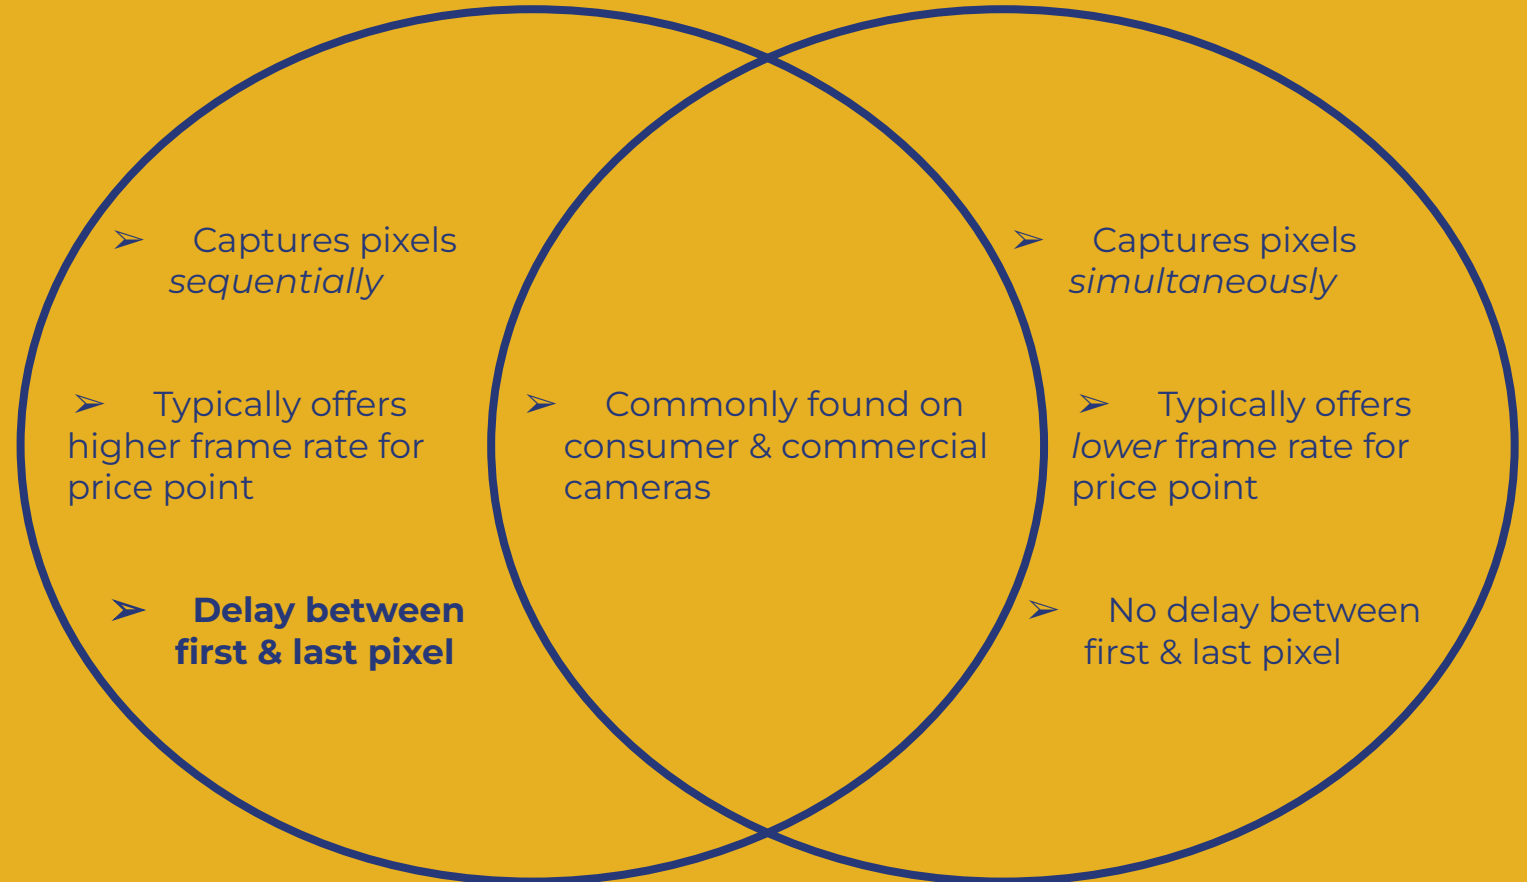 ➢ Captures pixels
sequentially
➢ Typically offers
higher frame rate for
price point
➢ Delay between
first & last pixel
➢ Commonly found on
consumer & commercial
cameras
➢ Captures pixels
simultaneously
➢ Typically offers
lower frame rate for
price point
➢ No delay between
first & last pixel